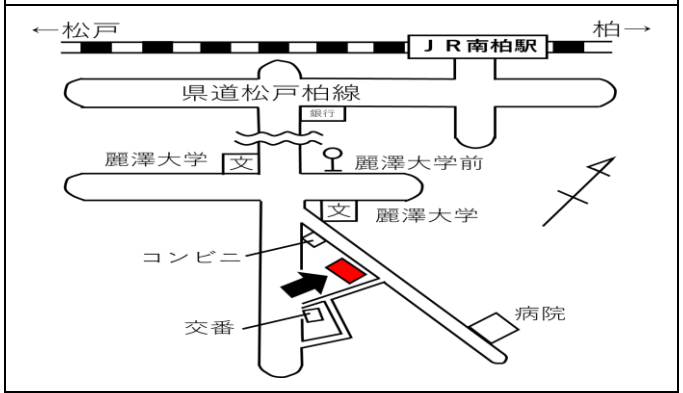 ←松戸
柏→
JR南柏駅
県道松戸柏線
銀行
麗澤大学
文
麗澤大学前
文
麗澤大学
コンビニ
交番
病院